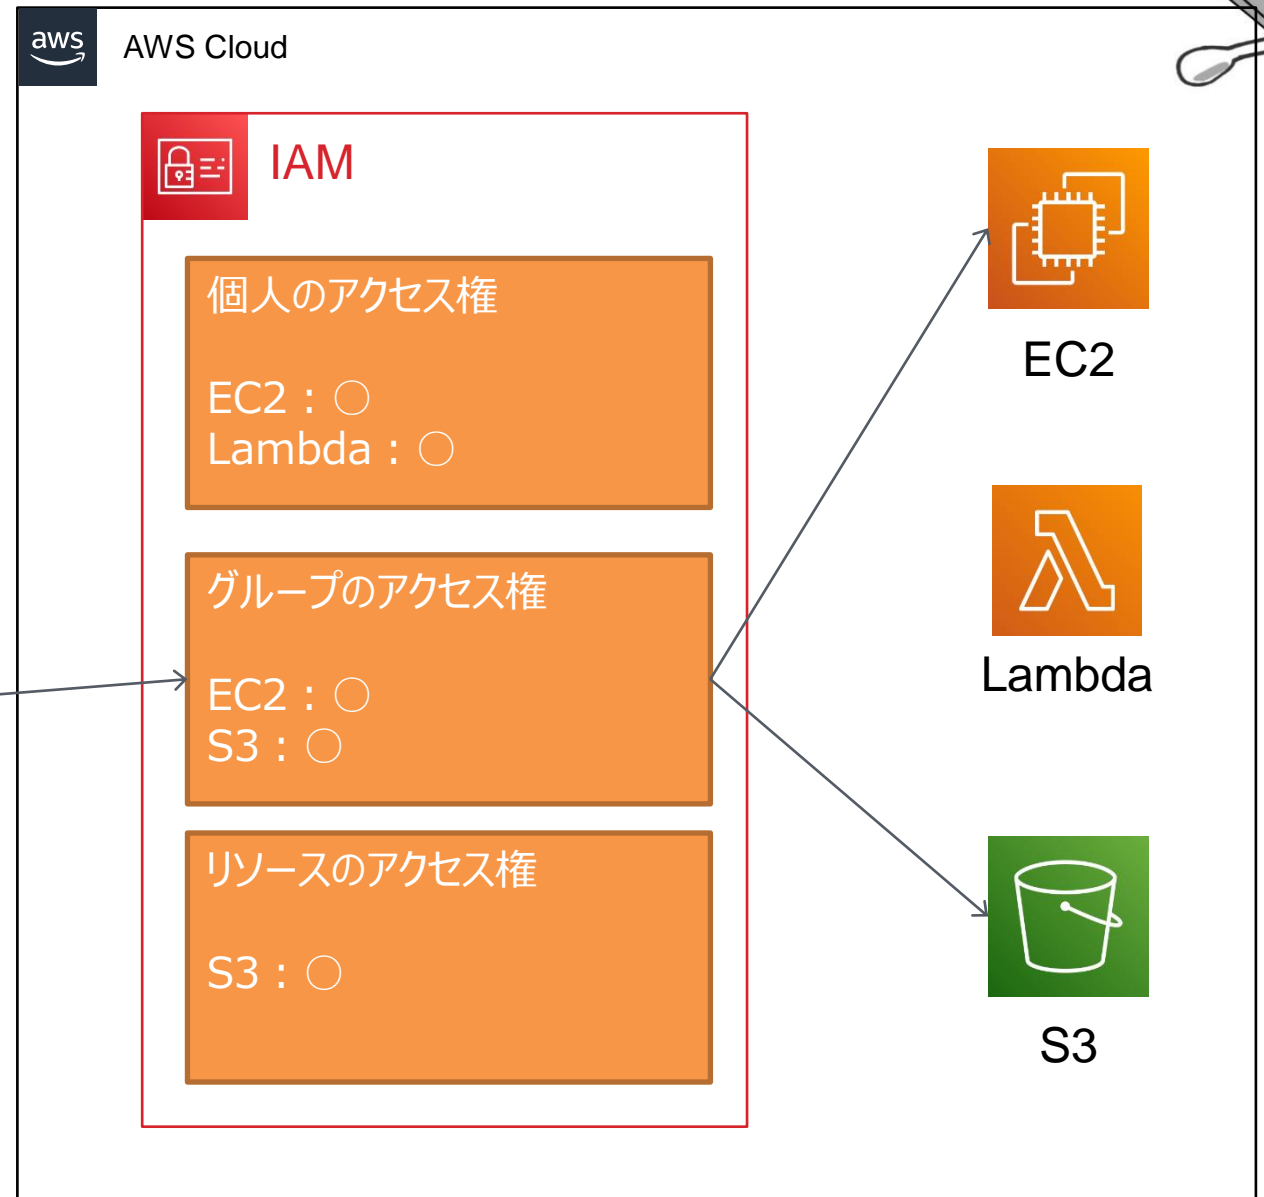 aws
AWS Cloud
IAM
個人のアクセス権
EC2：○
Lambda：○
グループのアクセス権
EC2：○
S3：○
リソースのアクセス権
S3：○
EC2
Lambda
S3